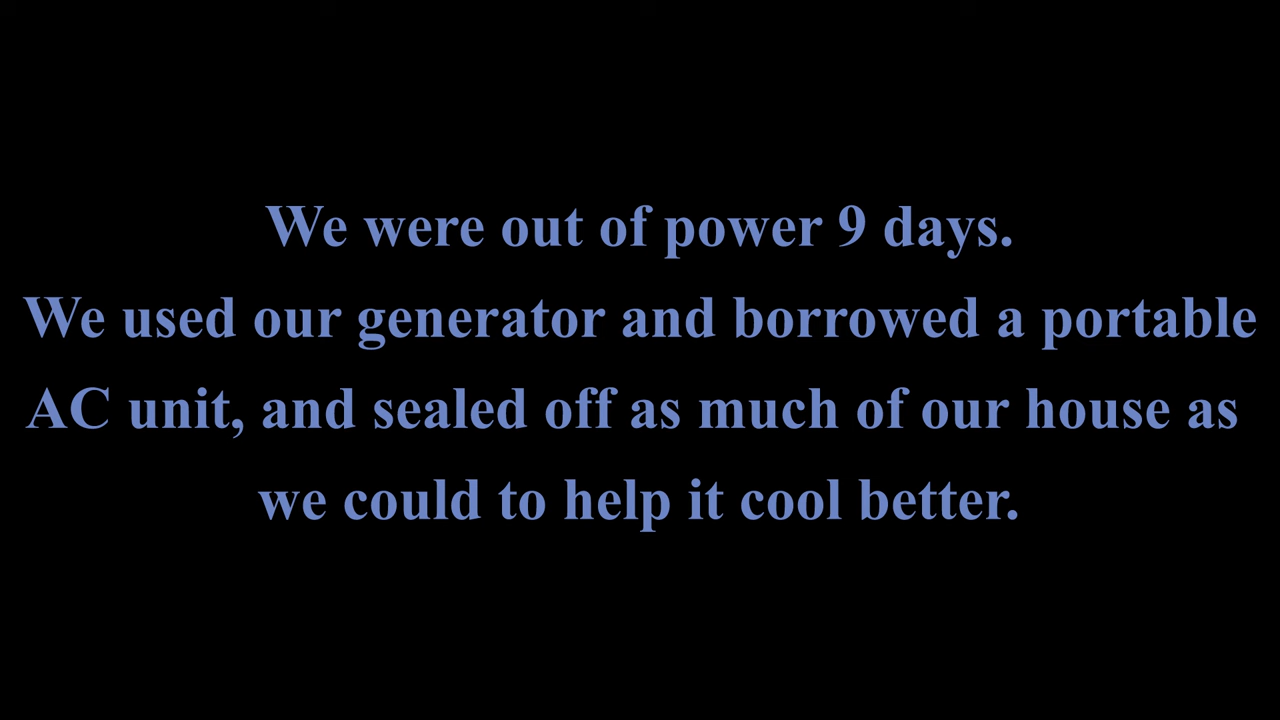 We were out of power 9 days.
We used our generator and borrowed a portable
AC unit, and sealed off as much of our house as
we could to help it cool better.